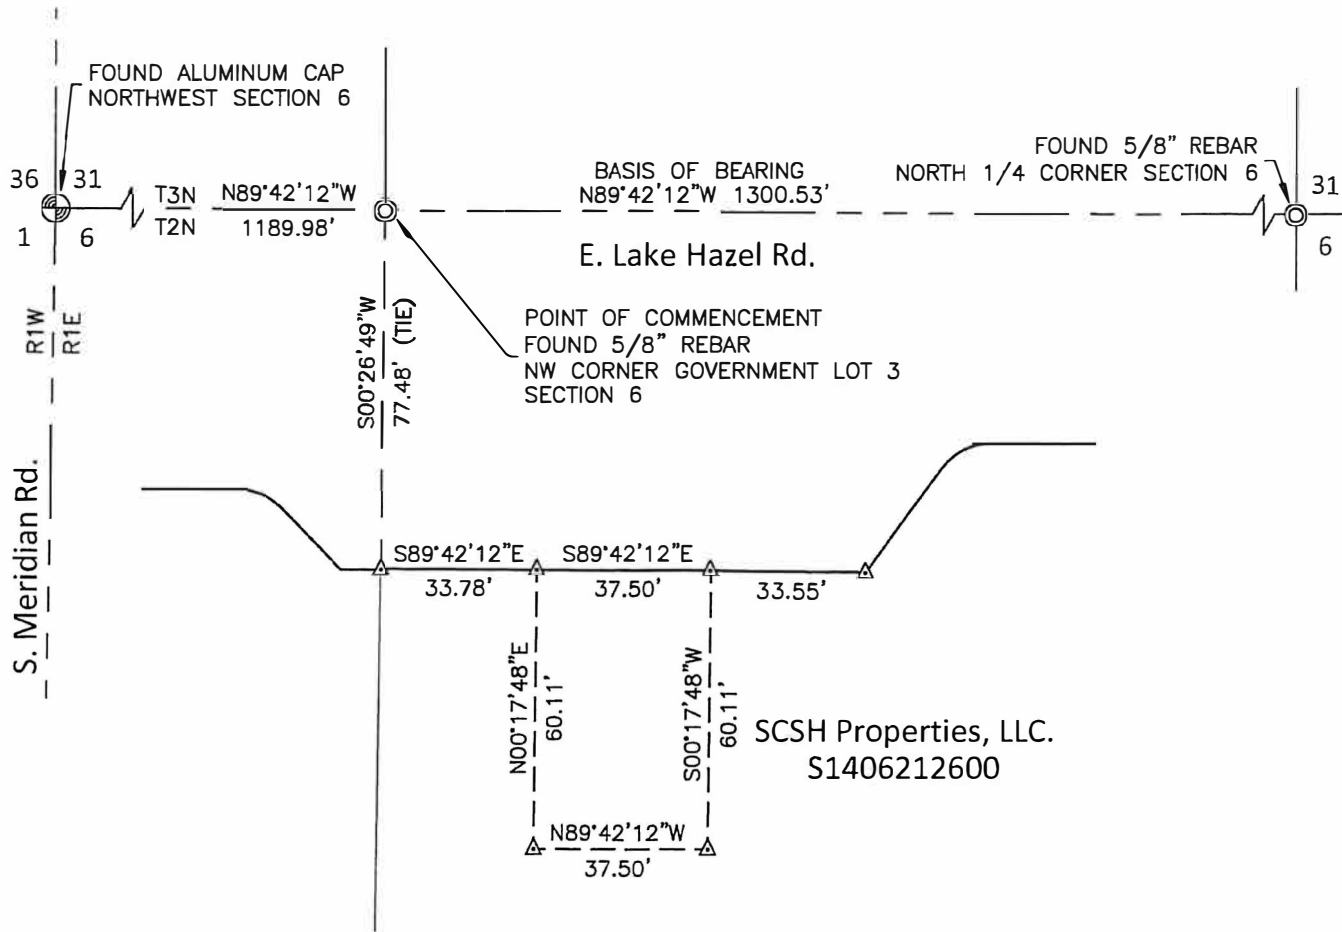 FOUND ALUMINUM CAP
NORTHWEST SECTION 6
36
31
1
6
T3N
T2N
N89°42'12"W
1189.98'
BASIS OF BEARING
N89°42'12"W 1300.53'
E. Lake Hazel Rd.
FOUND 5/8" REBAR
NORTH 1/4 CORNER SECTION 6
31
6
R1W
R1E
S00°26'49"W
77.48' (TIE)
POINT OF COMMENCEMENT
FOUND 5/8" REBAR
NW CORNER GOVERNMENT LOT 3
SECTION 6
S. Meridian Rd.
S89°42'12"E
33.78'
S89°42'12"E
37.50'
33.55'
N00°17'48"E
60.11'
S00°17'48"W
60.11'
SCSH Properties, LLC.
S1406212600
N89°42'12"W
37.50'